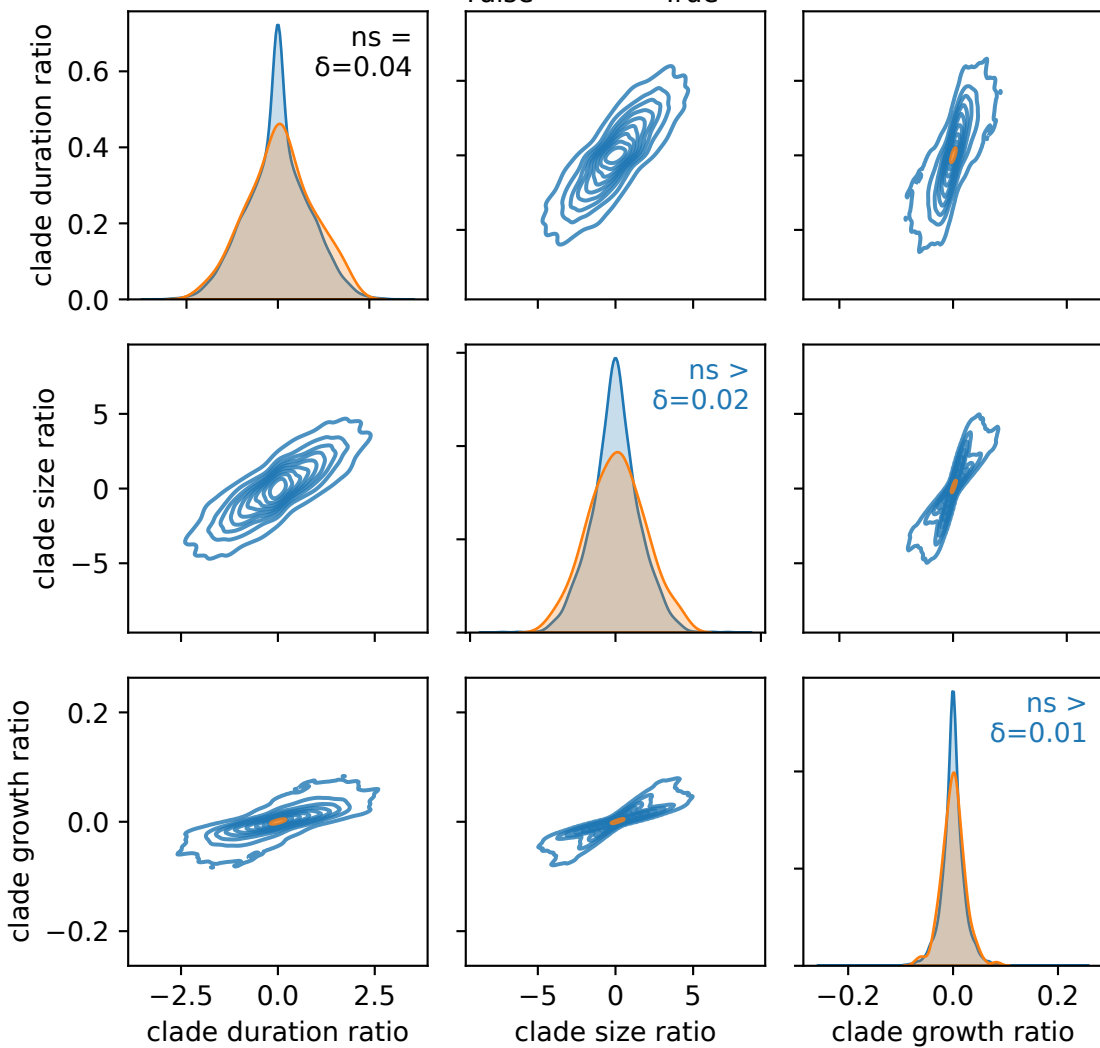 False True
clade duration ratio
0.6
0.4
0.2
0.0
ns =
δ=0.04
clade size ratio
5
0
−5
ns >
δ=0.02
clade growth ratio
0.2
0.0
−0.2
ns >
δ=0.01
−2.5 0.0 2.5
−5 0 5
−0.2 0.0 0.2
clade duration ratio
clade size ratio
clade growth ratio